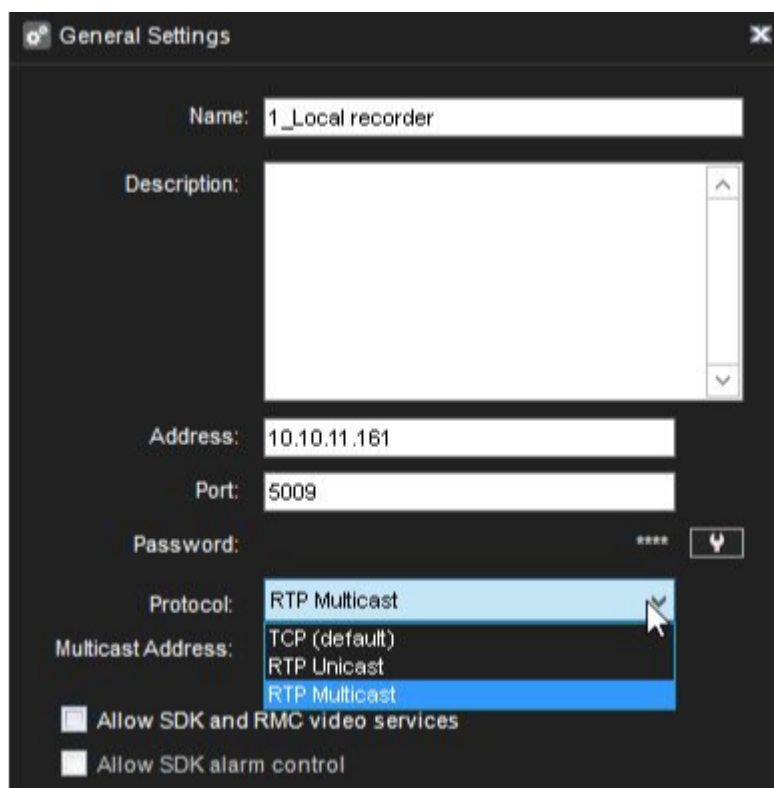 General Settings
Name: 1_Local recorder
Description:
Address: 10.10.11.161
Port: 5009
Password: ****
Protocol: RTP Multicast
TCP (default)
Multicast Address:
RTP Unicast
RTP Multicast
Allow SDK and RMC video services
Allow SDK alarm control